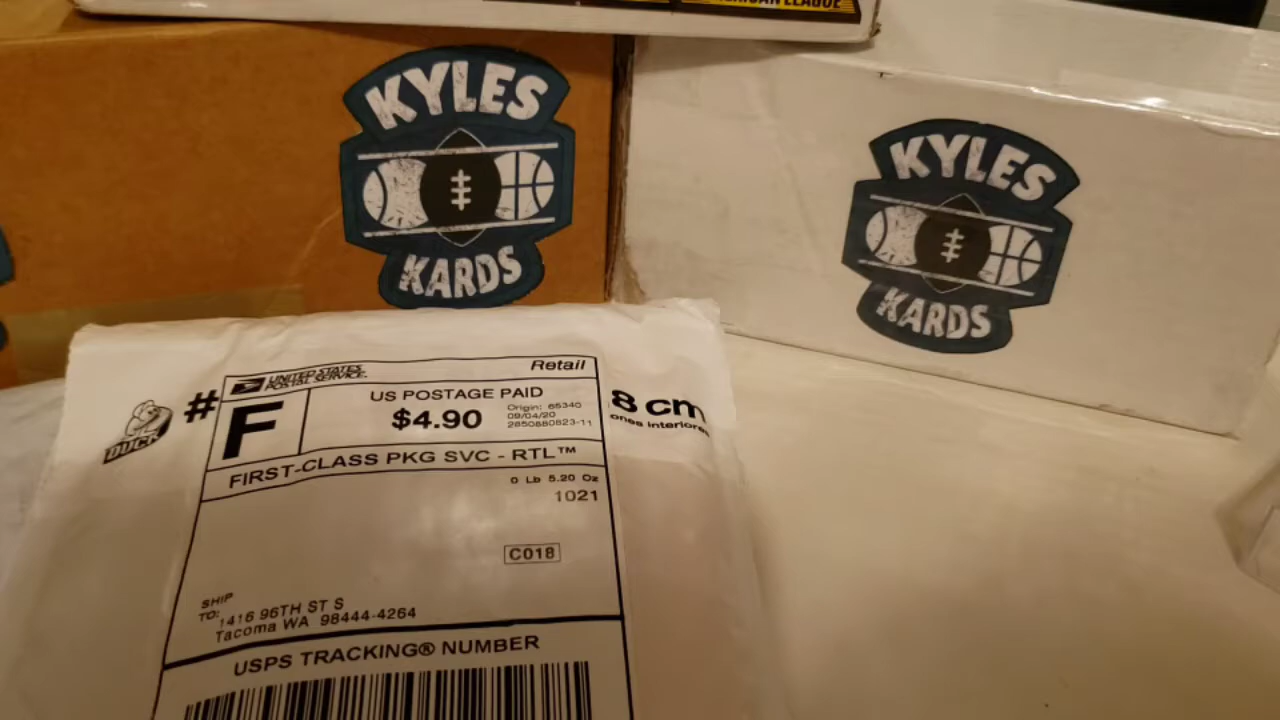 AMERICAN LEAGUE
KYLES
KARDS
KYLES
KARDS
DUCK
#
UNITED STATES
POSTAL SERVICE
Retail
F
US POSTAGE PAID
$4.90
Origin: 65340
09/04/20
2850880823-11
8 cm
ones interiores
FIRST-CLASS PKG SVC - RTL™
0 Lb 5.20 Oz
1021
C018
SHIP
TO:
1416 96TH ST S
Tacoma WA 98444-4264
USPS TRACKING® NUMBER